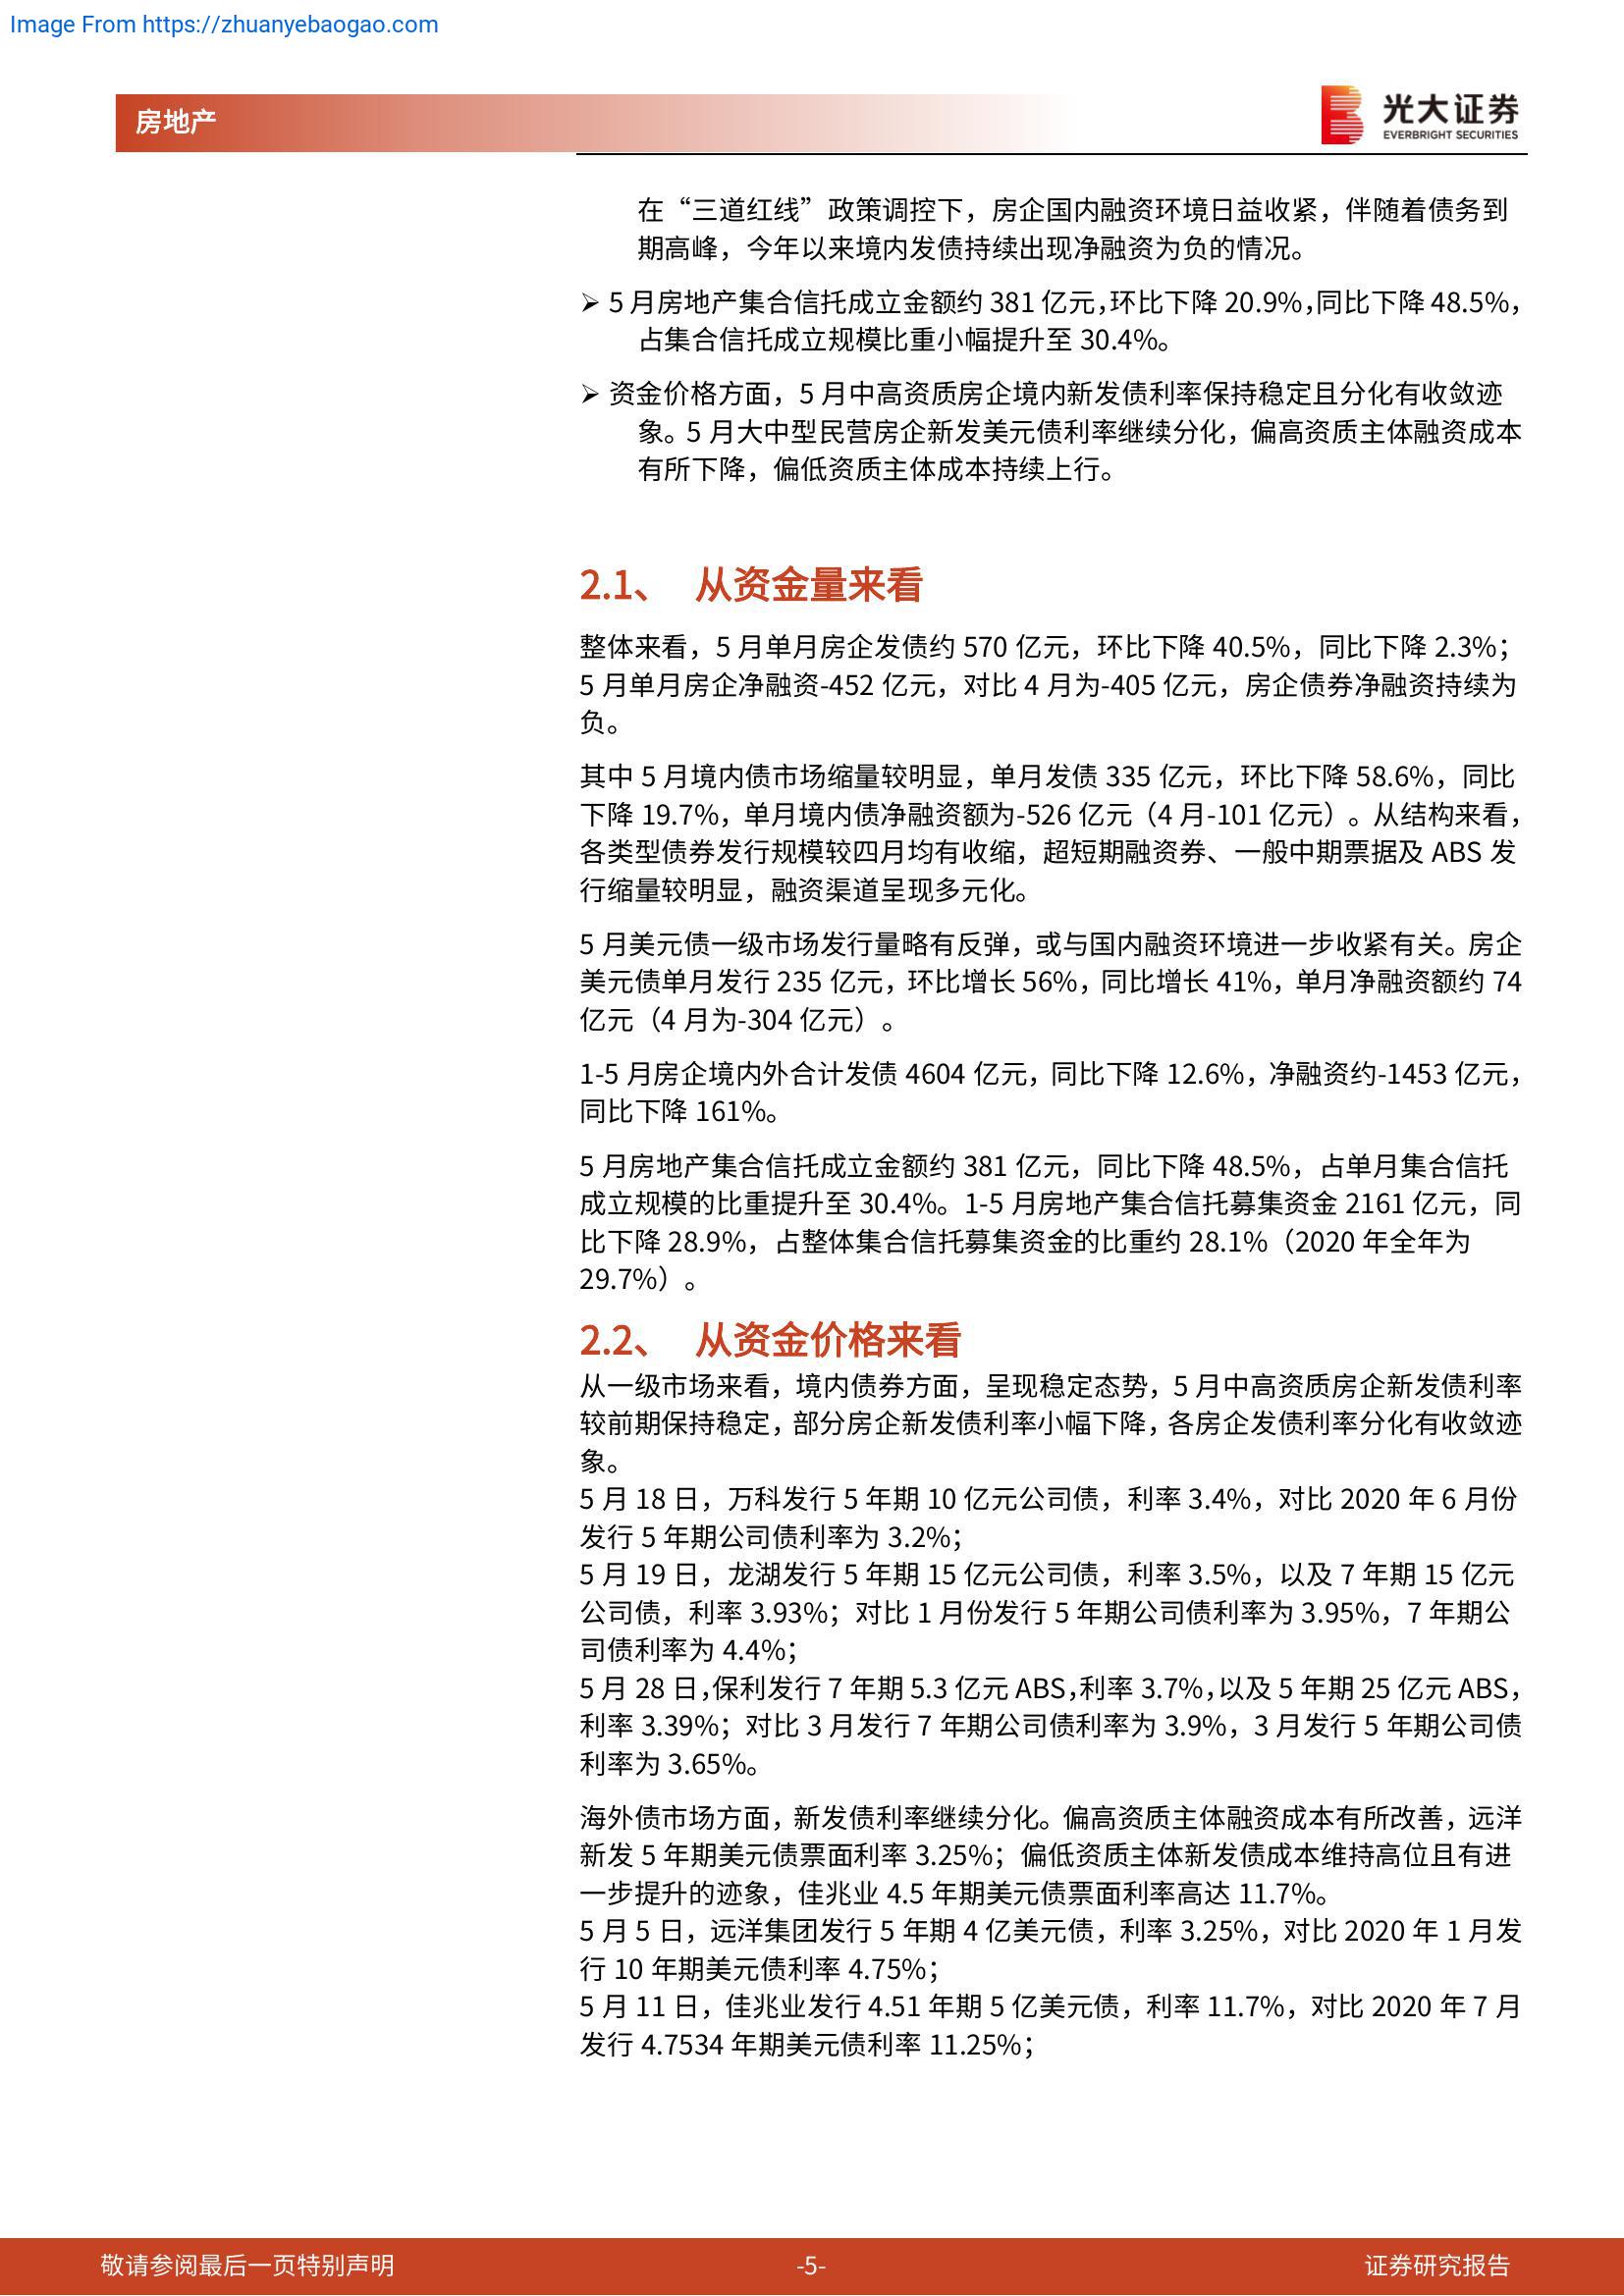 Image From https://zhuanyebaogao.com
房地产
光大证券
EVERBRIGHT SECURITIES
在“三道红线”政策调控下，房企国内融资环境日益收紧，伴随着债务到
期高峰，今年以来境内发债持续出现净融资为负的情况。
➢ 5 月房地产集合信托成立金额约 381 亿元，环比下降 20.9%，同比下降 48.5%，
占集合信托成立规模比重小幅提升至 30.4%。
➢ 资金价格方面，5 月中高资质房企境内新发债利率保持稳定且分化有收敛迹
象。5 月大中型民营房企新发美元债利率继续分化，偏高资质主体融资成本
有所下降，偏低资质主体成本持续上行。
2.1、 从资金量来看
整体来看，5 月单月房企发债约 570 亿元，环比下降 40.5%，同比下降 2.3%；
5 月单月房企净融资-452 亿元，对比 4 月为-405 亿元，房企债券净融资持续为
负。
其中 5 月境内债市场缩量较明显，单月发债 335 亿元，环比下降 58.6%，同比
下降 19.7%，单月境内债净融资额为-526 亿元（4 月-101 亿元）。从结构来看，
各类型债券发行规模较四月均有收缩，超短期融资券、一般中期票据及 ABS 发
行缩量较明显，融资渠道呈现多元化。
5 月美元债一级市场发行量略有反弹，或与国内融资环境进一步收紧有关。房企
美元债单月发行 235 亿元，环比增长 56%，同比增长 41%，单月净融资额约 74
亿元（4 月为-304 亿元）。
1-5 月房企境内外合计发债 4604 亿元，同比下降 12.6%，净融资约-1453 亿元，
同比下降 161%。
5 月房地产集合信托成立金额约 381 亿元，同比下降 48.5%，占单月集合信托
成立规模的比重提升至 30.4%。1-5 月房地产集合信托募集资金 2161 亿元，同
比下降 28.9%，占整体集合信托募集资金的比重约 28.1%（2020 年全年为
29.7%）。
2.2、 从资金价格来看
从一级市场来看，境内债券方面，呈现稳定态势，5 月中高资质房企新发债利率
较前期保持稳定，部分房企新发债利率小幅下降，各房企发债利率分化有收敛迹
象。
5 月 18 日，万科发行 5 年期 10 亿元公司债，利率 3.4%，对比 2020 年 6 月份
发行 5 年期公司债利率为 3.2%；
5 月 19 日，龙湖发行 5 年期 15 亿元公司债，利率 3.5%，以及 7 年期 15 亿元
公司债，利率 3.93%；对比 1 月份发行 5 年期公司债利率为 3.95%，7 年期公
司债利率为 4.4%；
5 月 28 日，保利发行 7 年期 5.3 亿元 ABS，利率 3.7%，以及 5 年期 25 亿元 ABS，
利率 3.39%；对比 3 月发行 7 年期公司债利率为 3.9%，3 月发行 5 年期公司债
利率为 3.65%。
海外债市场方面，新发债利率继续分化。偏高资质主体融资成本有所改善，远洋
新发 5 年期美元债票面利率 3.25%；偏低资质主体新发债成本维持高位且有进
一步提升的迹象，佳兆业 4.5 年期美元债票面利率高达 11.7%。
5 月 5 日，远洋集团发行 5 年期 4 亿美元债，利率 3.25%，对比 2020 年 1 月发
行 10 年期美元债利率 4.75%；
5 月 11 日，佳兆业发行 4.51 年期 5 亿美元债，利率 11.7%，对比 2020 年 7 月
发行 4.7534 年期美元债利率 11.25%；
敬请参阅最后一页特别声明
-5-
证券研究报告